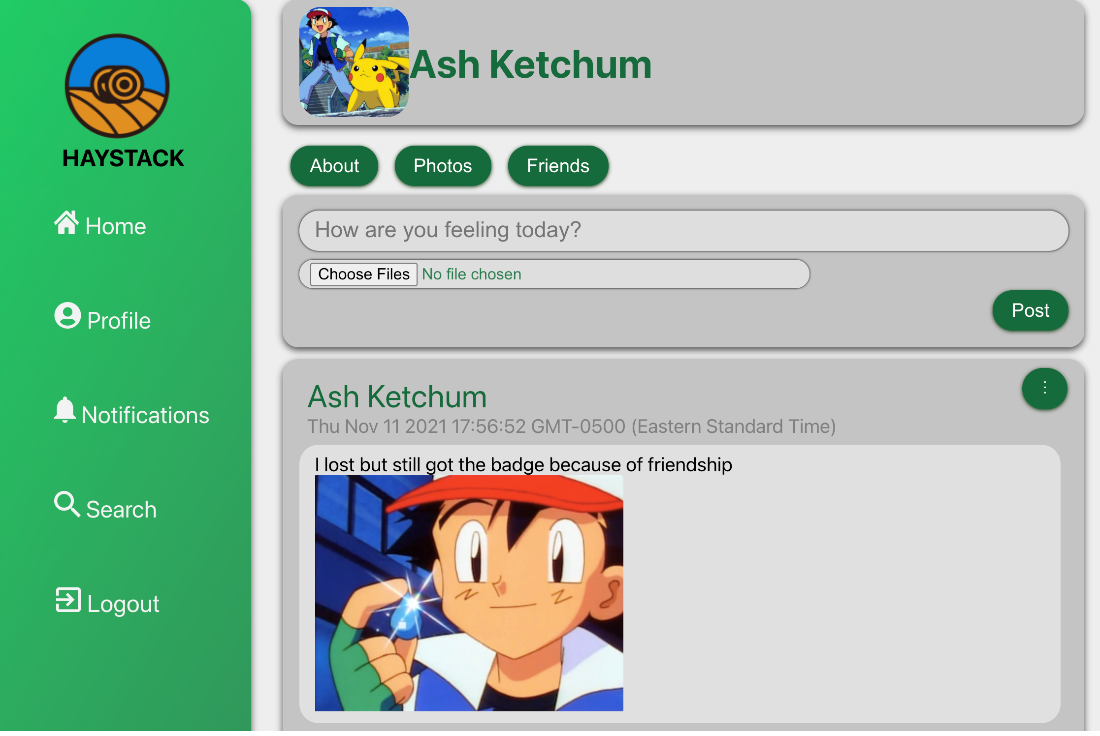 HAYSTACK
Home
Profile
Notifications
Search
Logout
Ash Ketchum
About Photos Friends
How are you feeling today?
Choose Files No file chosen
Post
Ash Ketchum
Thu Nov 11 2021 17:56:52 GMT-0500 (Eastern Standard Time)
I lost but still got the badge because of friendship